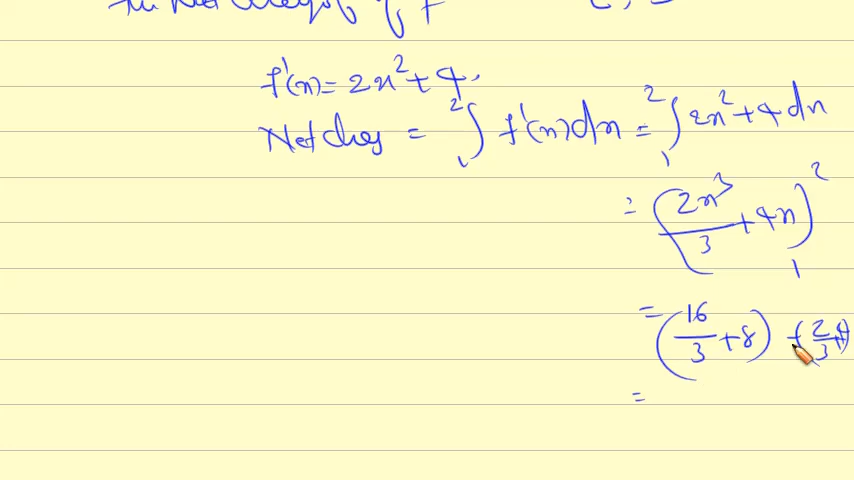 f'(x) = 2x² + 4,
Net chg = ∫₁² f'(x) dx = ∫₁² 2x² + 4 dx
= (2x³/3 + 4x)₁²
= (16/3 + 8) - (2/3 + 4)
=